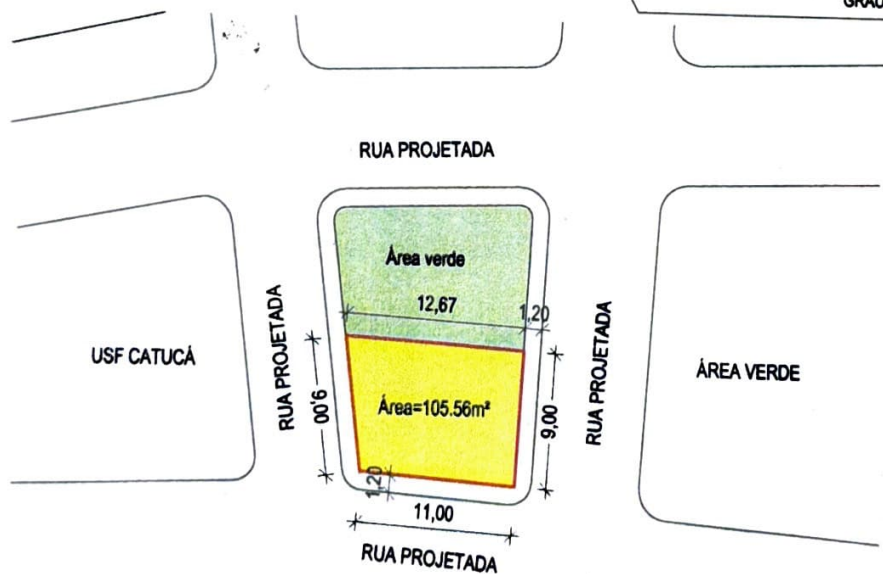 GRAU
RUA PROJETADA
Área verde
12,67
1,20
RUA PROJETADA
USF CATUCÁ
9,00
Área=105.56m²
9,00
RUA PROJETADA
ÁREA VERDE
1,20
11,00
RUA PROJETADA